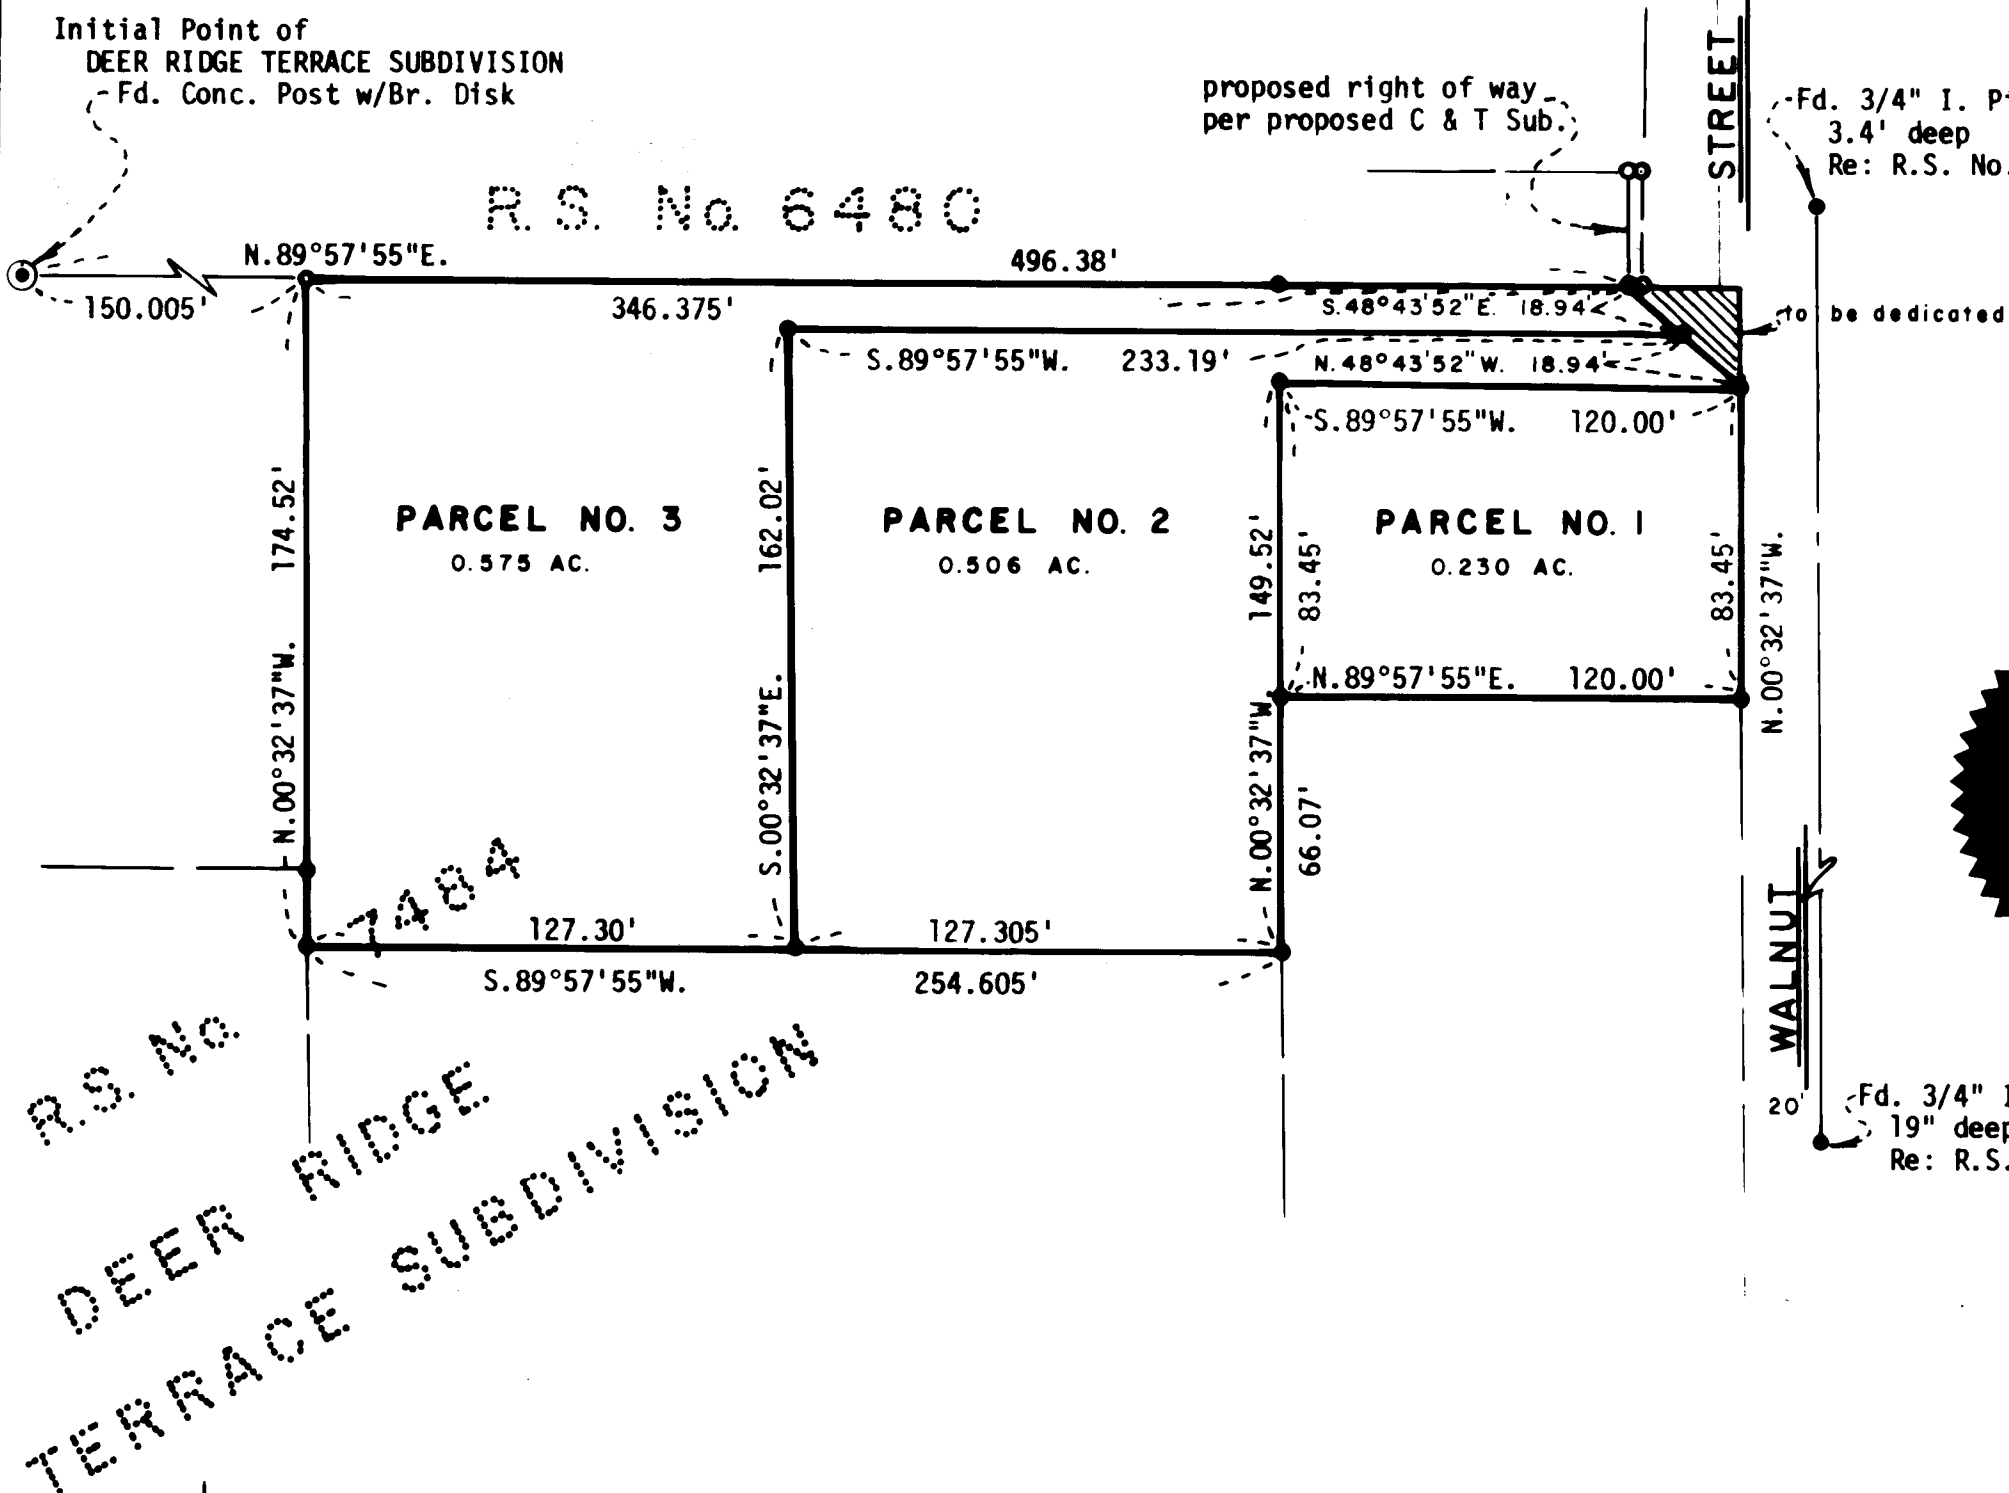 Initial Point of
DEER RIDGE TERRACE SUBDIVISION
Fd. Conc. Post w/Br. Disk
proposed right of way
per proposed C & T Sub.
STREET
Fd. 3/4" I.
3.4' deep
Re: R.S. No.
R.S. No. 6480
N.89°57'55"E.
496.38'
150.005'
346.375'
S.48°43'52"E. 18.94'
to be dedicated
S.89°57'55"W. 233.19'
N.48°43'52"W. 18.94'
S.89°57'55"W. 120.00'
174.52'
N.00°32'37"W.
PARCEL NO. 3
0.575 AC.
162.02'
S.00°32'37"E.
PARCEL NO. 2
0.506 AC.
149.52'
83.45'
PARCEL NO. 1
0.230 AC.
83.45'
N.00°32'37"W.
N.89°57'55"E. 120.00'
N.00°32'37"W.
66.07'
127.30'
127.305'
S.89°57'55"W.
254.605'
R.S. No. 7484
DEER RIDGE
TERRACE SUBDIVISION
WALNUT
20'
Fd. 3/4"
19" deep
Re: R.S.